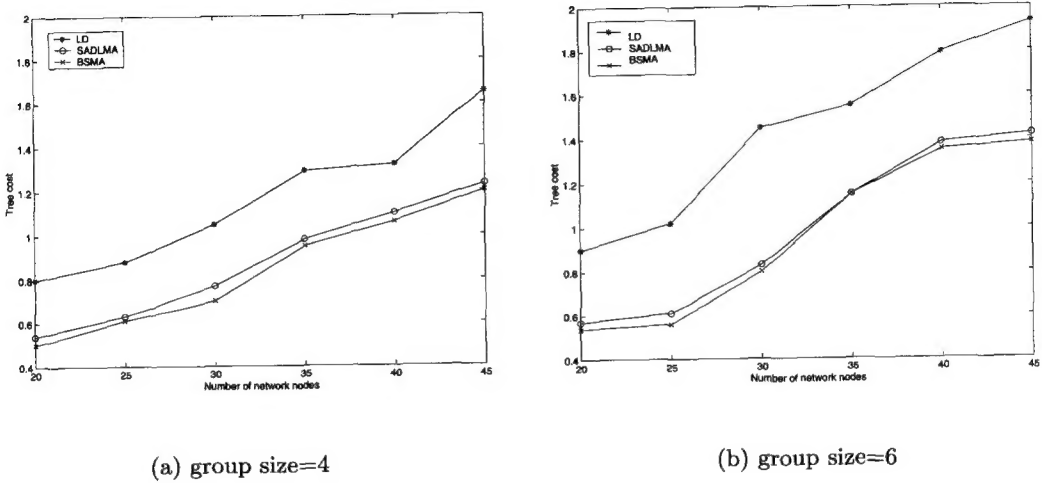 2
1.8
1.6
1.4
1.2
1
0.8
0.6
0.4
Tree cost
LD
SADLMA
BSMA
20 25 30 35 40 45
Number of network nodes
(a) group size=4
2
1.8
1.6
1.4
1.2
1
0.8
0.6
0.4
Tree cost
LD
SADLMA
BSMA
20 25 30 35 40 45
Number of network nodes
(b) group size=6